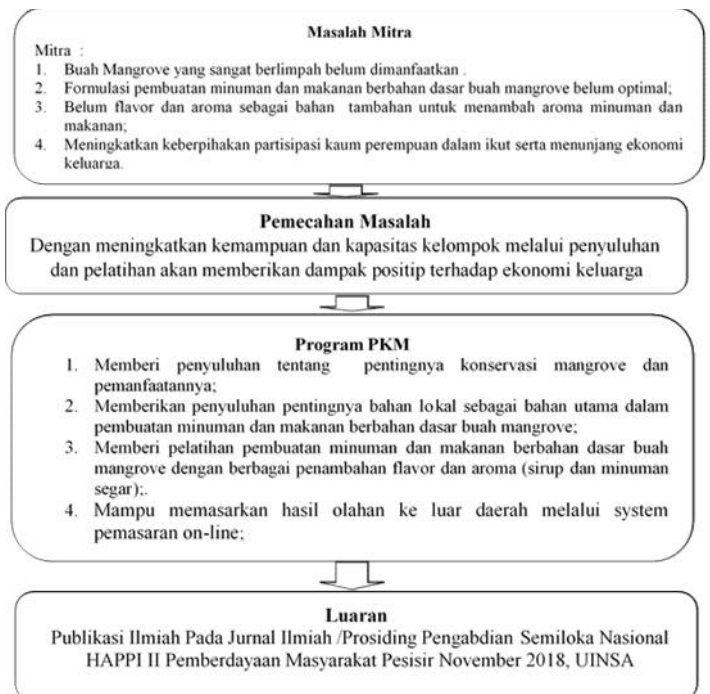 Masalah Mitra
Mitra :
1. Buah Mangrove yang sangat berlimpah belum dimanfaatkan .
2. Formulasi pembuatan minuman dan makanan berbahan dasar buah mangrove belum optimal;
3. Belum flavor dan aroma sebagai bahan tambahan untuk menambah aroma minuman dan
makanan;
4. Meningkatkan keberpihakan partisipasi kaum perempuan dalam ikut serta menunjang ekonomi
keluarga.
Pemecahan Masalah
Dengan meningkatkan kemampuan dan kapasitas kelompok melalui penyuluhan
dan pelatihan akan memberikan dampak positip terhadap ekonomi keluarga
Program PKM
1. Memberi penyuluhan tentang pentingnya konservasi mangrove dan
pemanfaatannya;
2. Memberikan penyuluhan pentingnya bahan lokal sebagai bahan utama dalam
pembuatan minuman dan makanan berbahan dasar buah mangrove;
3. Memberi pelatihan pembuatan minuman dan makanan berbahan dasar buah
mangrove dengan berbagai penambahan flavor dan aroma (sirup dan minuman
segar);.
4. Mampu memasarkan hasil olahan ke luar daerah melalui system
pemasaran on-line;
Luaran
Publikasi Ilmiah Pada Jurnal Ilmiah /Prosiding Pengabdian Semiloka Nasional
HAPPI II Pemberdayaan Masyarakat Pesisir November 2018, UINSA